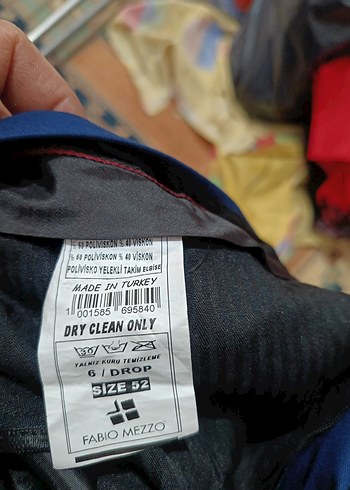 % 60 POLİVİSKON % 40 VİSKON
% 60 POLİVİSKON % 40 VİSKON
POLİVİSKO YELEKLİ TAKIM ELBİSE
MADE IN TURKEY
1 001585 695840
DRY CLEAN ONLY
YALNIZ KURU TEMİZLEME
6 / DROP
SIZE 52
FABIO MEZZO